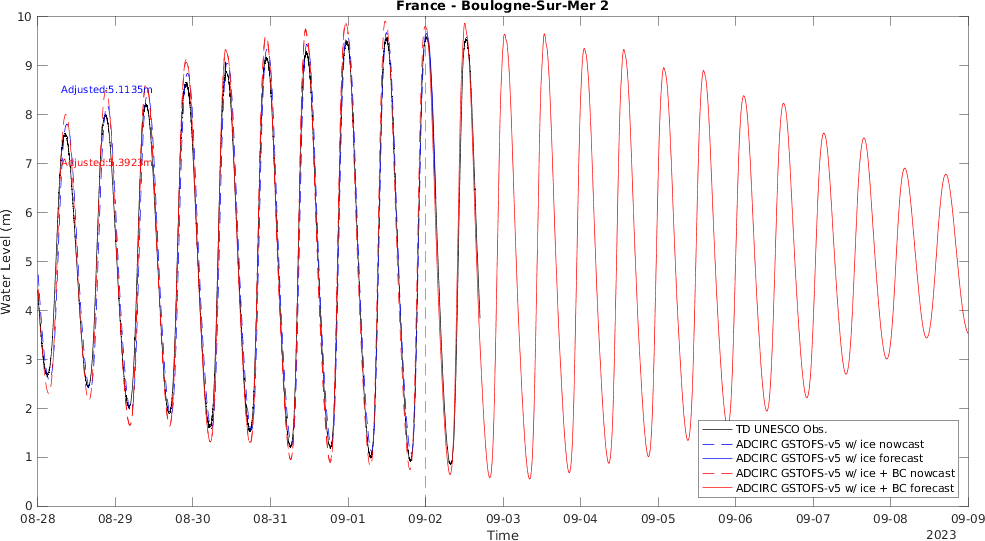 France - Boulogne-Sur-Mer 2
10
9
8
7
6
5
4
3
2
1
0
Water Level (m)
Adjusted:5.1135m
Adjusted:5.3923m
TD UNESCO Obs.
ADCIRC GSTOFS-v5 w/ ice nowcast
ADCIRC GSTOFS-v5 w/ ice forecast
ADCIRC GSTOFS-v5 w/ ice + BC nowcast
ADCIRC GSTOFS-v5 w/ ice + BC forecast
08-28 08-29 08-30 08-31 09-01 09-02 09-03 09-04 09-05 09-06 09-07 09-08 09-09
Time
2023